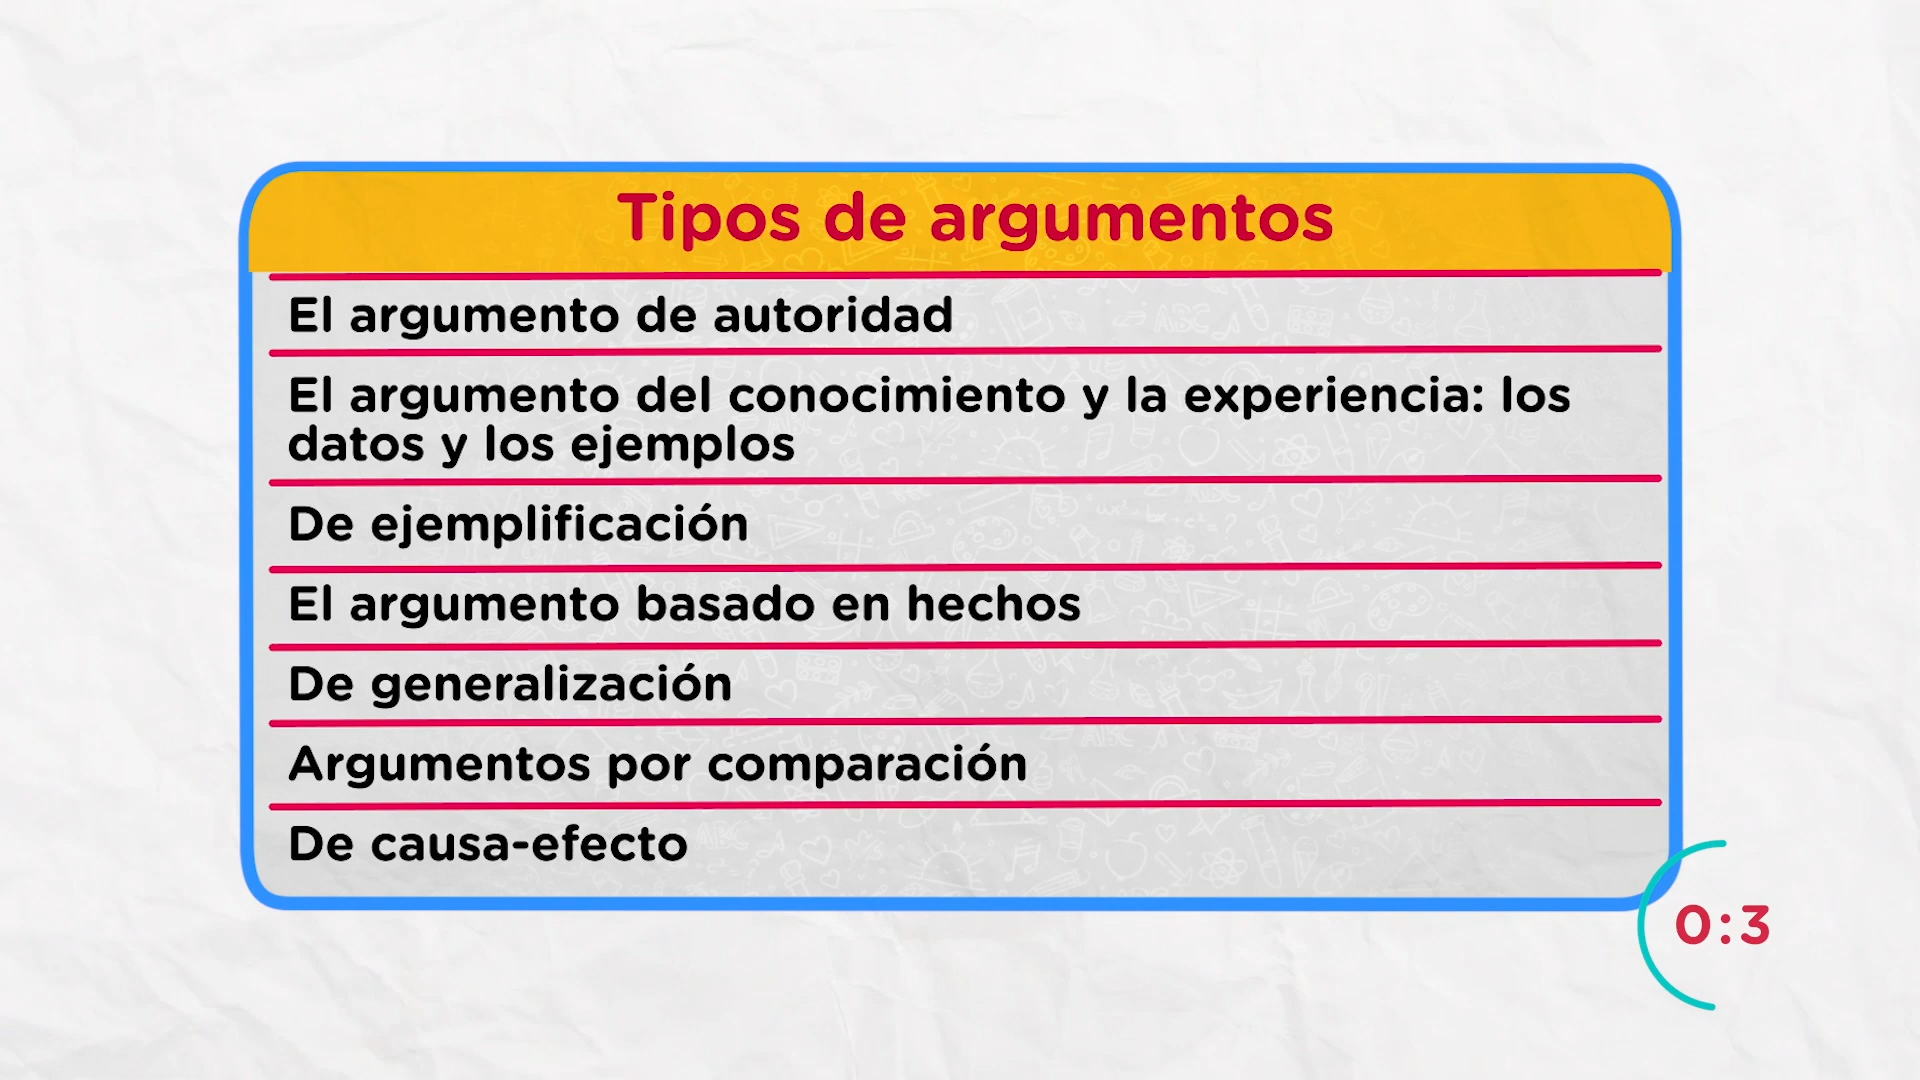 Tipos de argumentos
El argumento de autoridad
El argumento del conocimiento y la experiencia: los
datos y los ejemplos
De ejemplificación
El argumento basado en hechos
De generalización
Argumentos por comparación
De causa-efecto
0:3